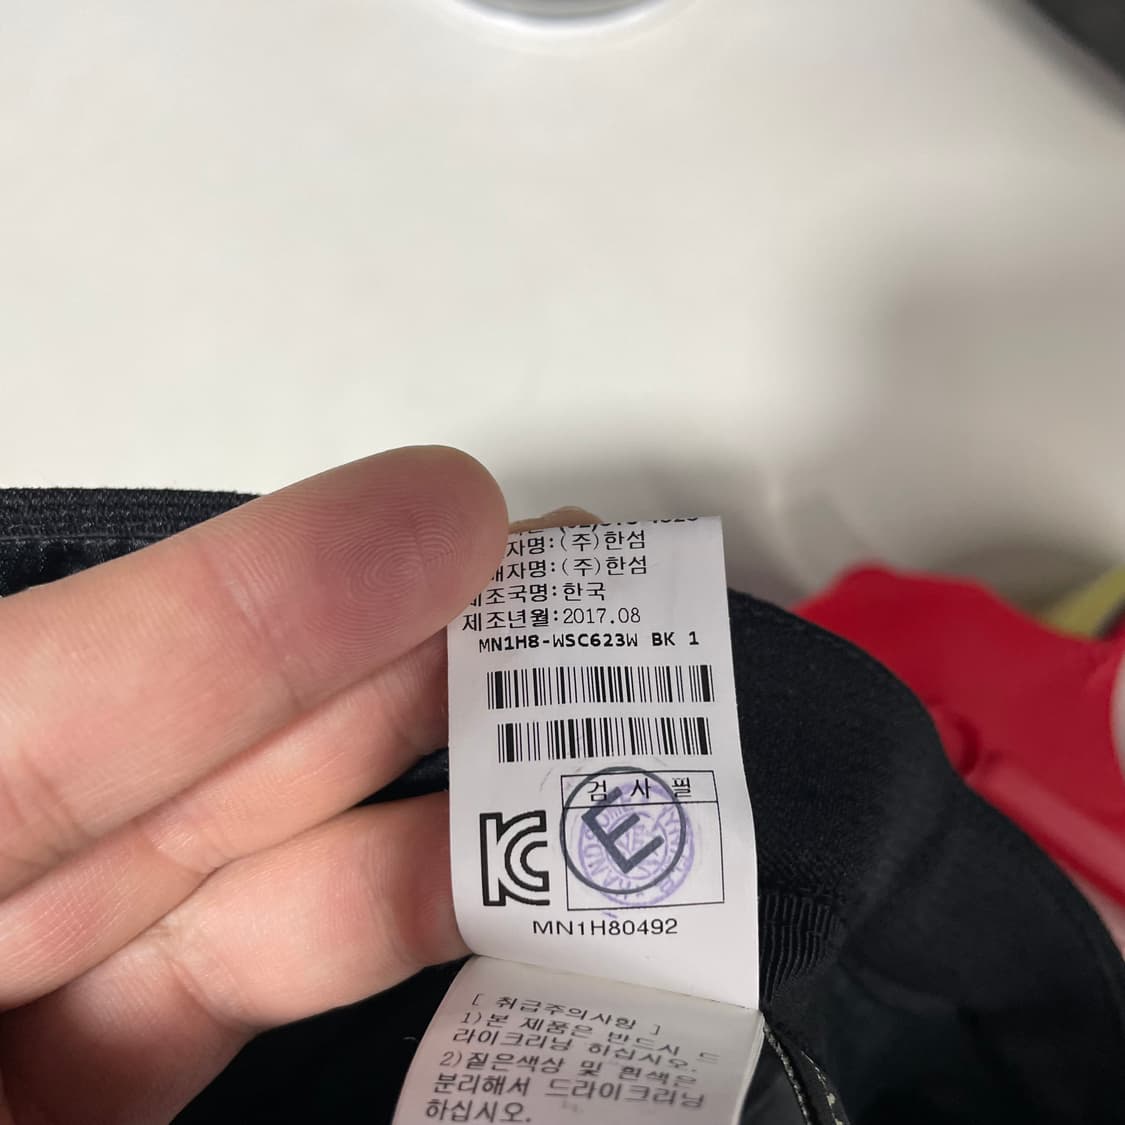 자명:(주)한섬
자명:(주)한섬
제조국명:한국
제조년월:2017.08
MN1H8-WSC623W BK 1
검 사 필
E
KC
MN1H80492
[ 취급주의사항 ]
1)본 제품은 반드시 드
라이크리닝 하십시오.
2)짙은색상 및 흰색은
분리해서 드라이크리닝
하십시오.